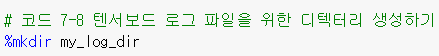 # 코드 7-8 텐서보드 로그 파일을 위한 디텍터리 생성하기
%mkdir my_log_dir